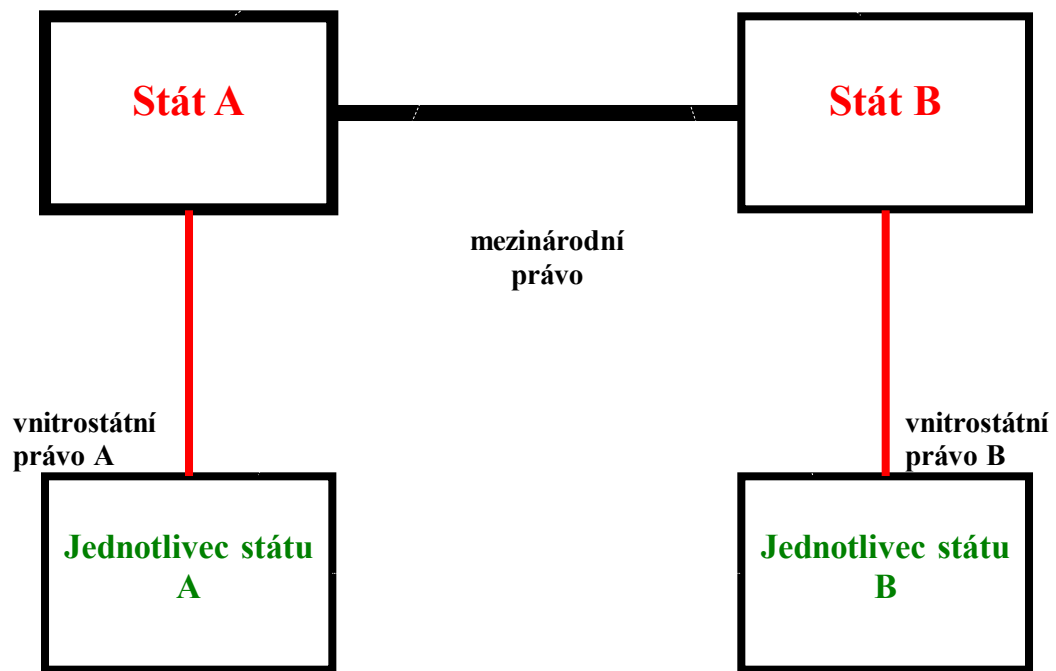 Stát A
Stát B
mezinárodní
právo
vnitrostátní
právo A
vnitrostátní
právo B
Jednotlivec státu
A
Jednotlivec státu
B